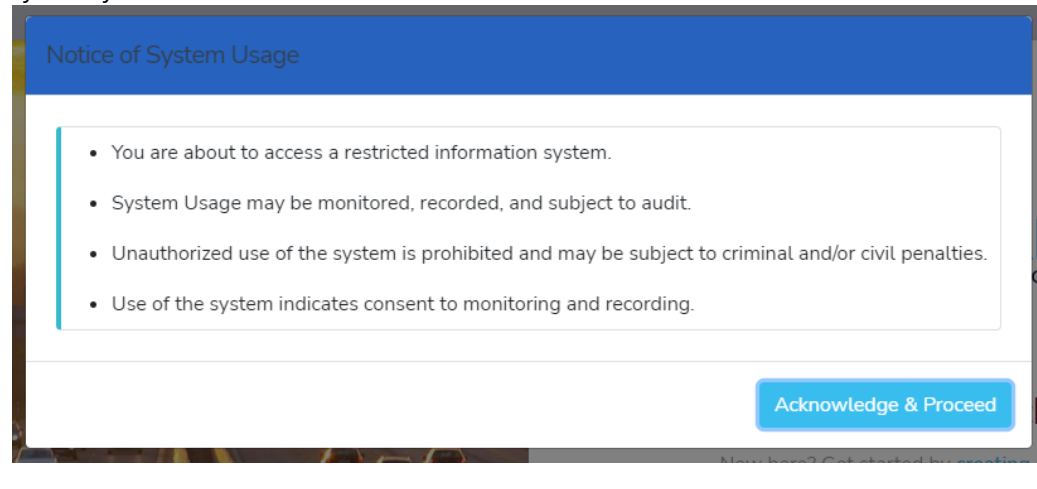 Notice of System Usage
• You are about to access a restricted information system.
• System Usage may be monitored, recorded, and subject to audit.
• Unauthorized use of the system is prohibited and may be subject to criminal and/or civil penalties.
• Use of the system indicates consent to monitoring and recording.
Acknowledge & Proceed